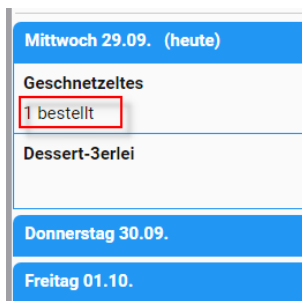 Mittwoch 29.09. (heute)
Geschnetzeltes
1 bestellt
Dessert-3erlei
Donnerstag 30.09.
Freitag 01.10.